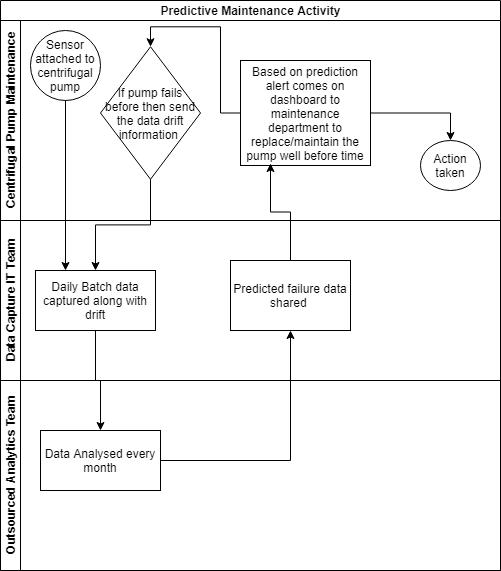 Predictive Maintenance Activity
Centrifugal Pump Maintenance
Sensor
attached to
centrifugal
pump
If pump fails
before then send
the data drift
information
Based on prediction
alert comes on
dashboard to
maintenance
department to
replace/maintain the
pump well before time
Action
taken
Data Capture IT Team
Daily Batch data
captured along with
drift
Predicted failure data
shared
Outsourced Analytics Team
Data Analysed every
month